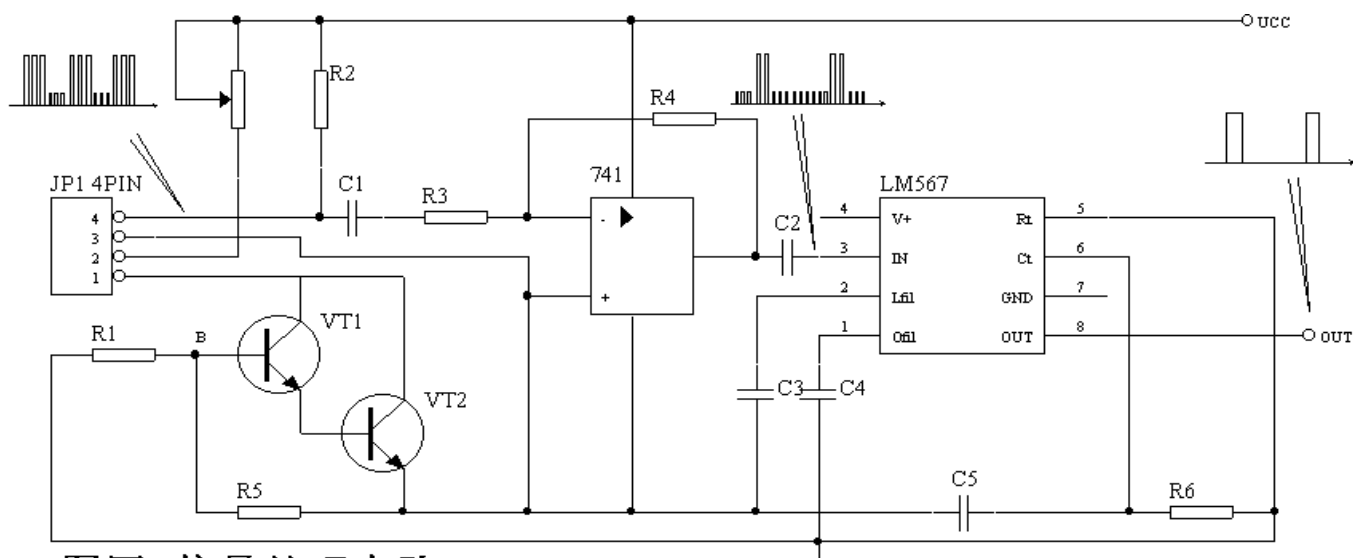 UCC
R2
R4
JP1 4PIN
4
3
2
1
C1
R3
741
-
+
C2
LM567
4
V+
Rt
5
3
IN
Ct
6
2
Lfil
GND
7
1
Ofil
OUT
8
OUT
R1
B
VT1
VT2
C3
C4
R5
C5
R6